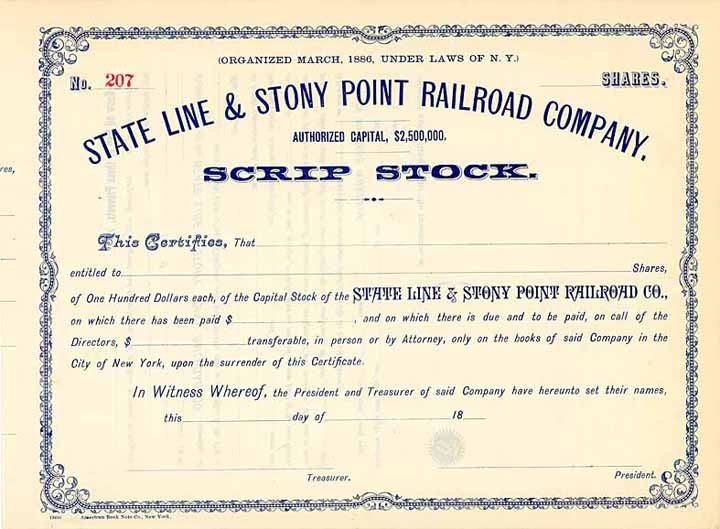 (ORGANIZED MARCH, 1886, UNDER LAWS OF N. Y.)
No. 207 SHARES.
STATE LINE & STONY POINT RAILROAD COMPANY.
AUTHORIZED CAPITAL, $2,500,000.
SCRIP STOCK.
res,
This Certifies, That
entitled to Shares,
of One Hundred Dollars each, of the Capital Stock of the STATE LINE & STONY POINT RAILROAD CO.,
on which there has been paid $ , and on which there is due and to be paid, on call of the
Directors, $ transferable, in person or by Attorney, only on the books of said Company in the
City of New York, upon the surrender of this Certificate.
In Witness Whereof, the President and Treasurer of said Company have hereunto set their names,
this day of 18
Treasurer. President.
American Bank Note Co., New York.